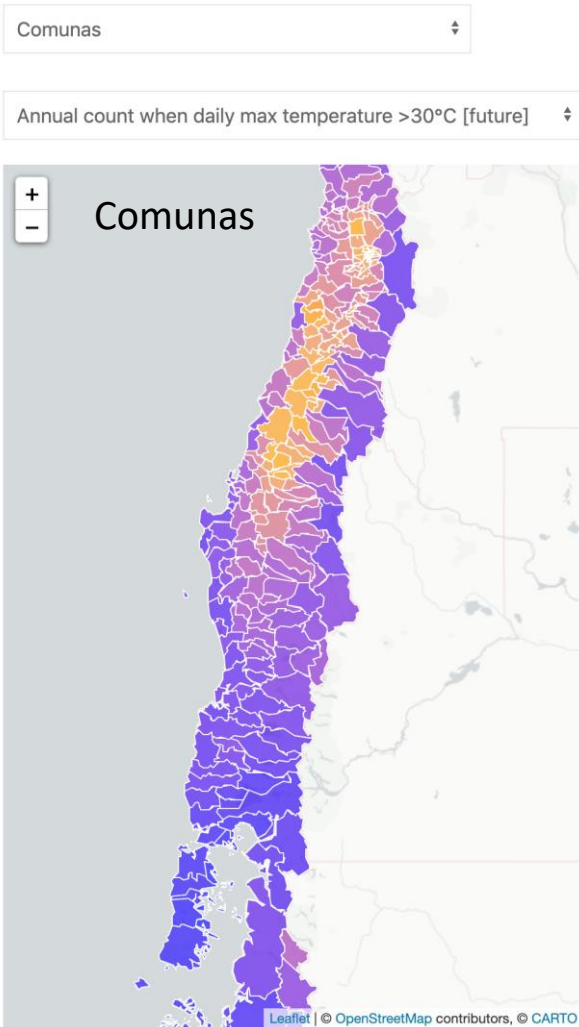 Comunas
Annual count when daily max temperature >30°C [future]
+
Comunas
−
Leaflet | © OpenStreetMap contributors, © CARTO